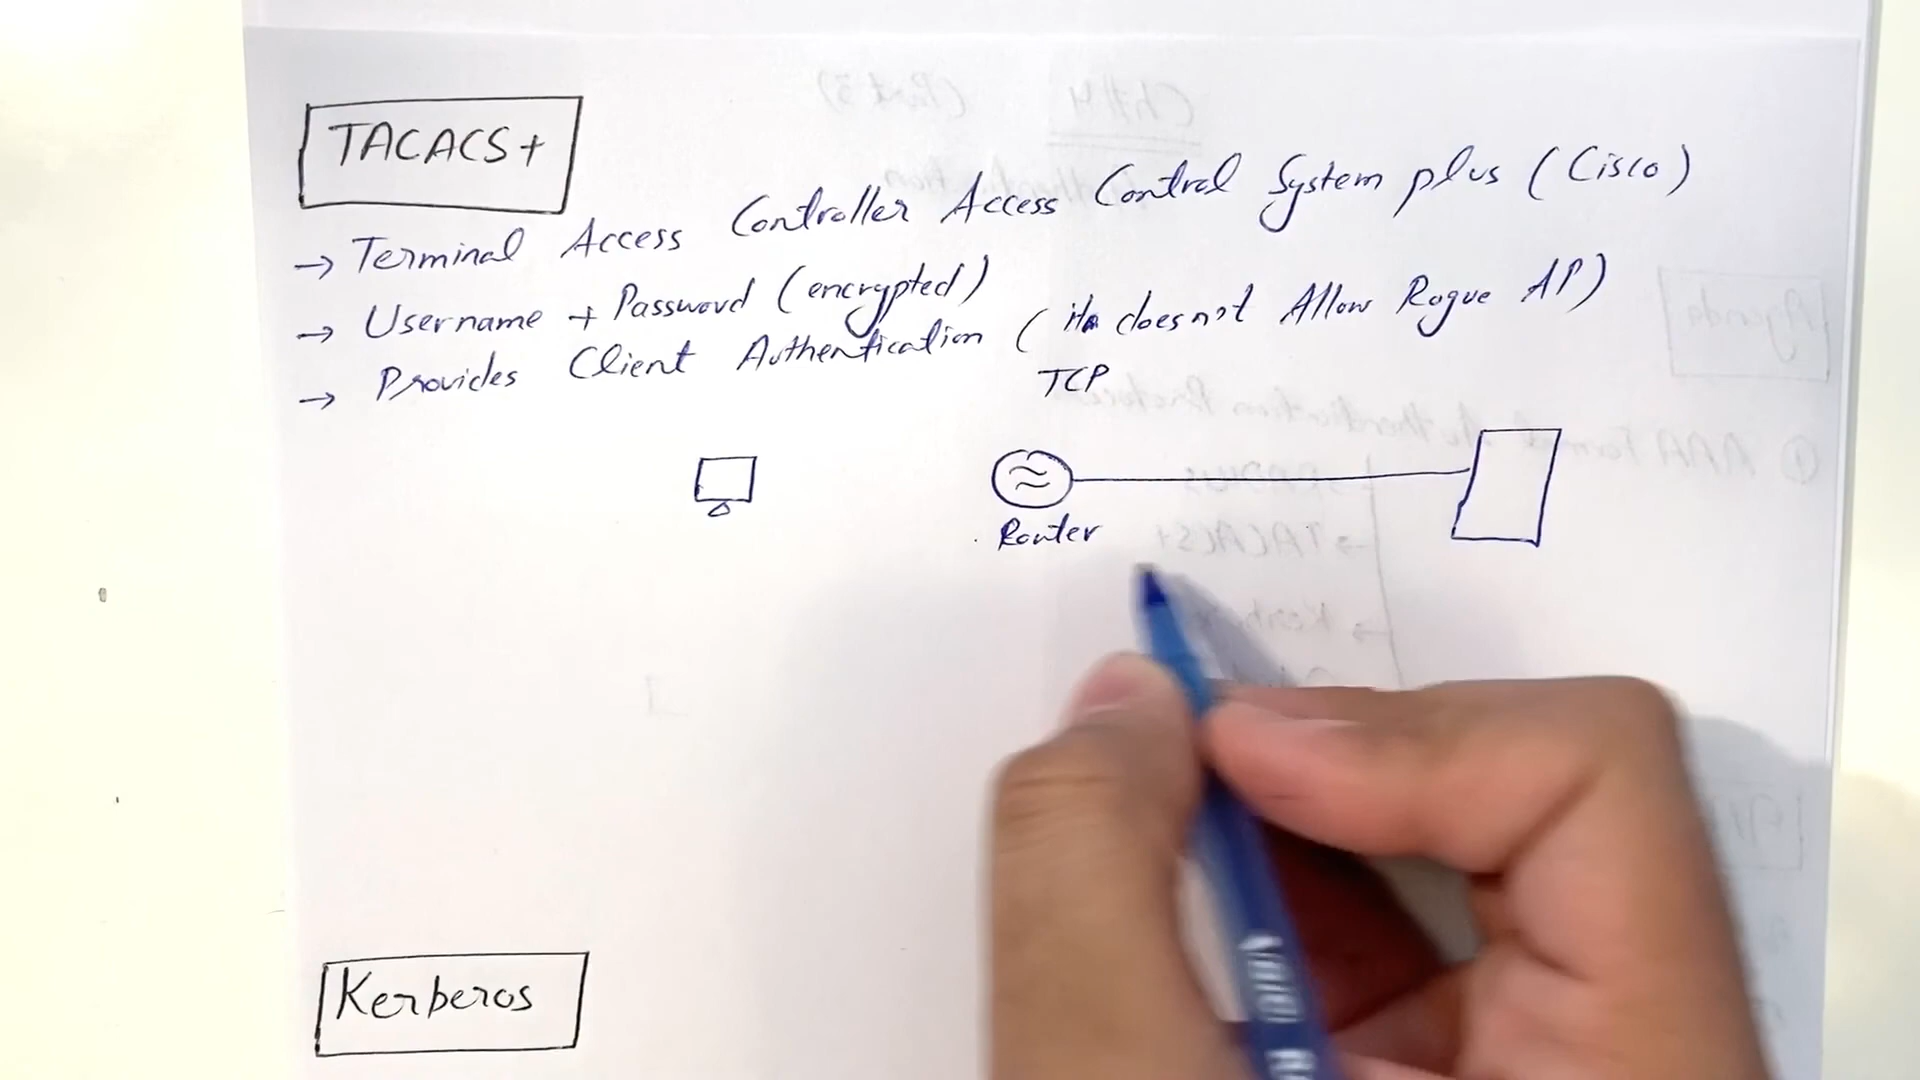 TACACS+
→ Terminal Access Controller Access Control System plus (Cisco)
→ Username + Password (encrypted)
→ Provides Client Authentication ( It does not Allow Rogue AP)
TCP
Router
Kerberos